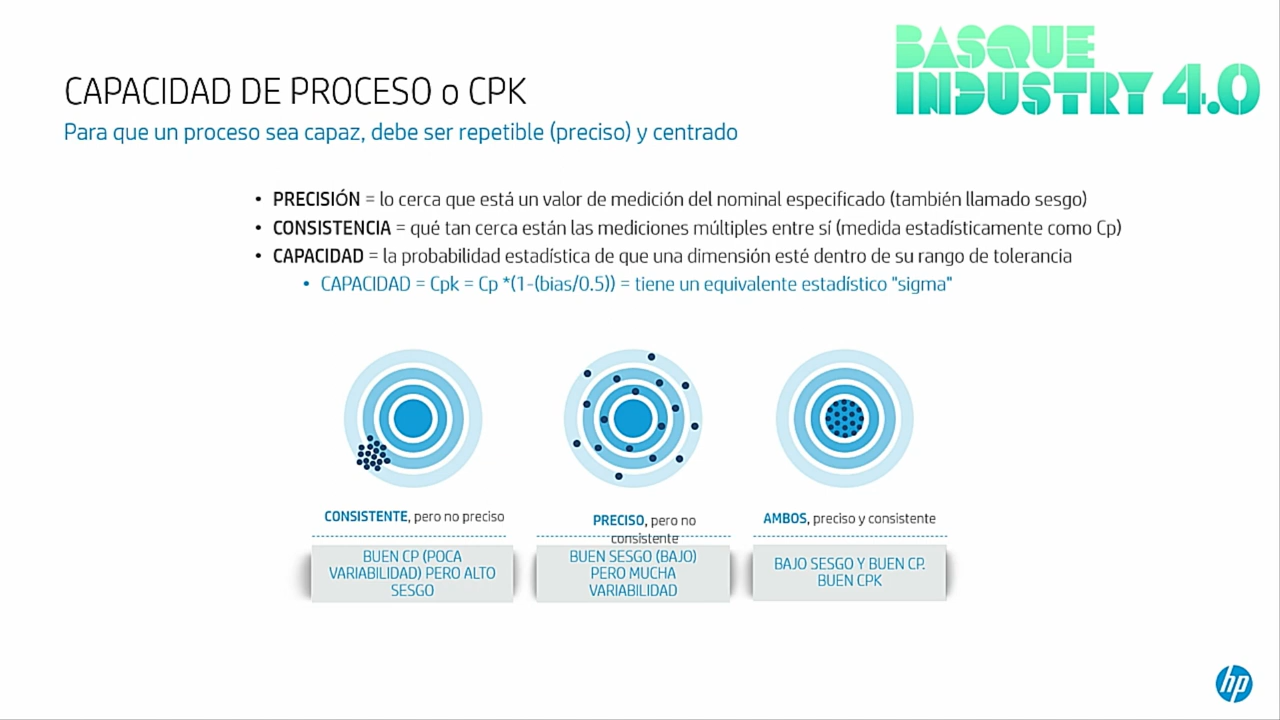 BASQUE
INDUSTRY 4.0
CAPACIDAD DE PROCESO o CPK
Para que un proceso sea capaz, debe ser repetible (preciso) y centrado
• PRECISIÓN = lo cerca que está un valor de medición del nominal especificado (también llamado sesgo)
• CONSISTENCIA = qué tan cerca están las mediciones múltiples entre sí (medida estadísticamente como Cp)
• CAPACIDAD = la probabilidad estadística de que una dimensión esté dentro de su rango de tolerancia
• CAPACIDAD = Cpk = Cp *(1-(bias/0.5)) = tiene un equivalente estadístico "sigma"
CONSISTENTE, pero no preciso
BUEN CP (POCA
VARIABILIDAD) PERO ALTO
SESGO
PRECISO, pero no
consistente
BUEN SESGO (BAJO)
PERO MUCHA
VARIABILIDAD
AMBOS, preciso y consistente
BAJO SESGO Y BUEN CP.
BUEN CPK
hp